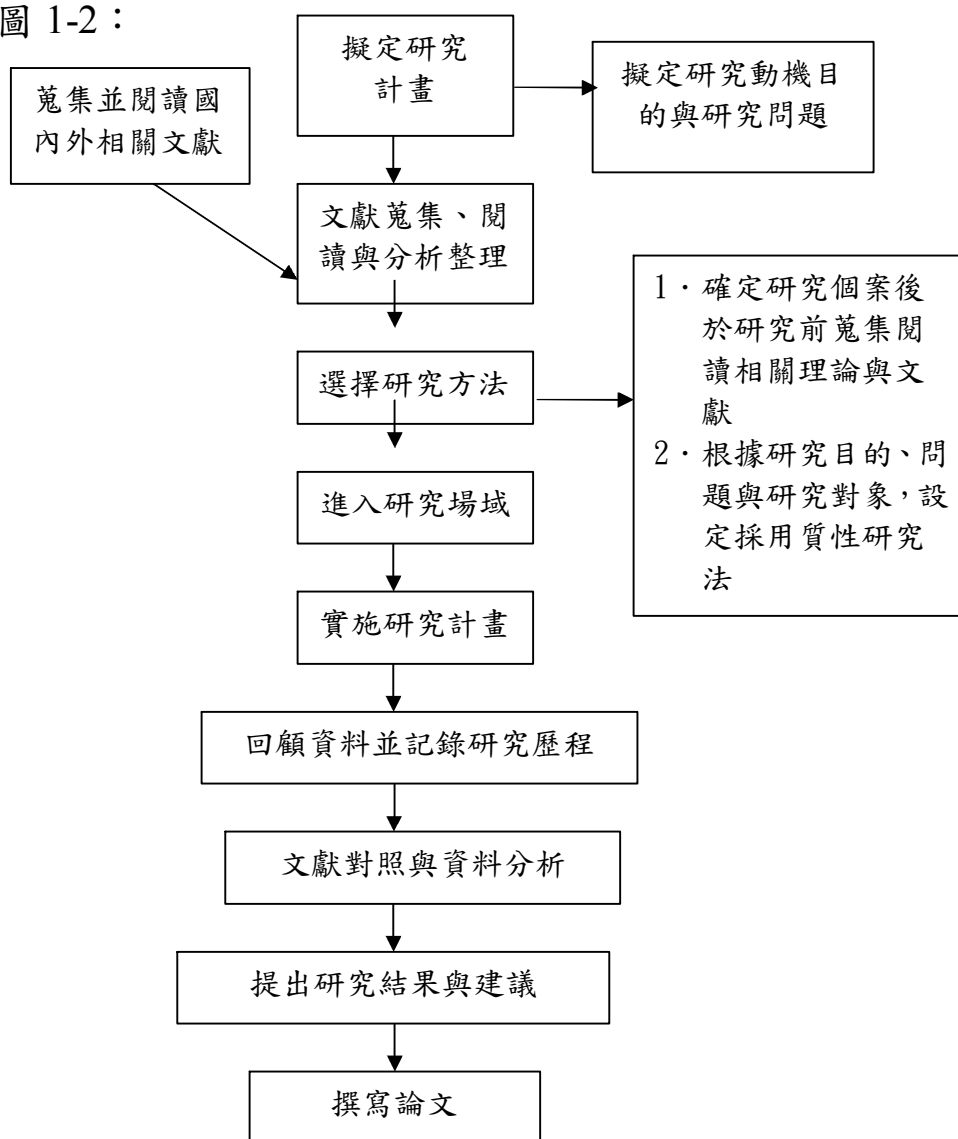 圖 1-2：
擬定研究
計畫
擬定研究動機目
的與研究問題
蒐集並閱讀國
內外相關文獻
文獻蒐集、閱
讀與分析整理
1．確定研究個案後
於研究前蒐集閱
讀相關理論與文
獻
2．根據研究目的、問
題與研究對象，設
定採用質性研究
法
選擇研究方法
進入研究場域
實施研究計畫
回顧資料並記錄研究歷程
文獻對照與資料分析
提出研究結果與建議
撰寫論文